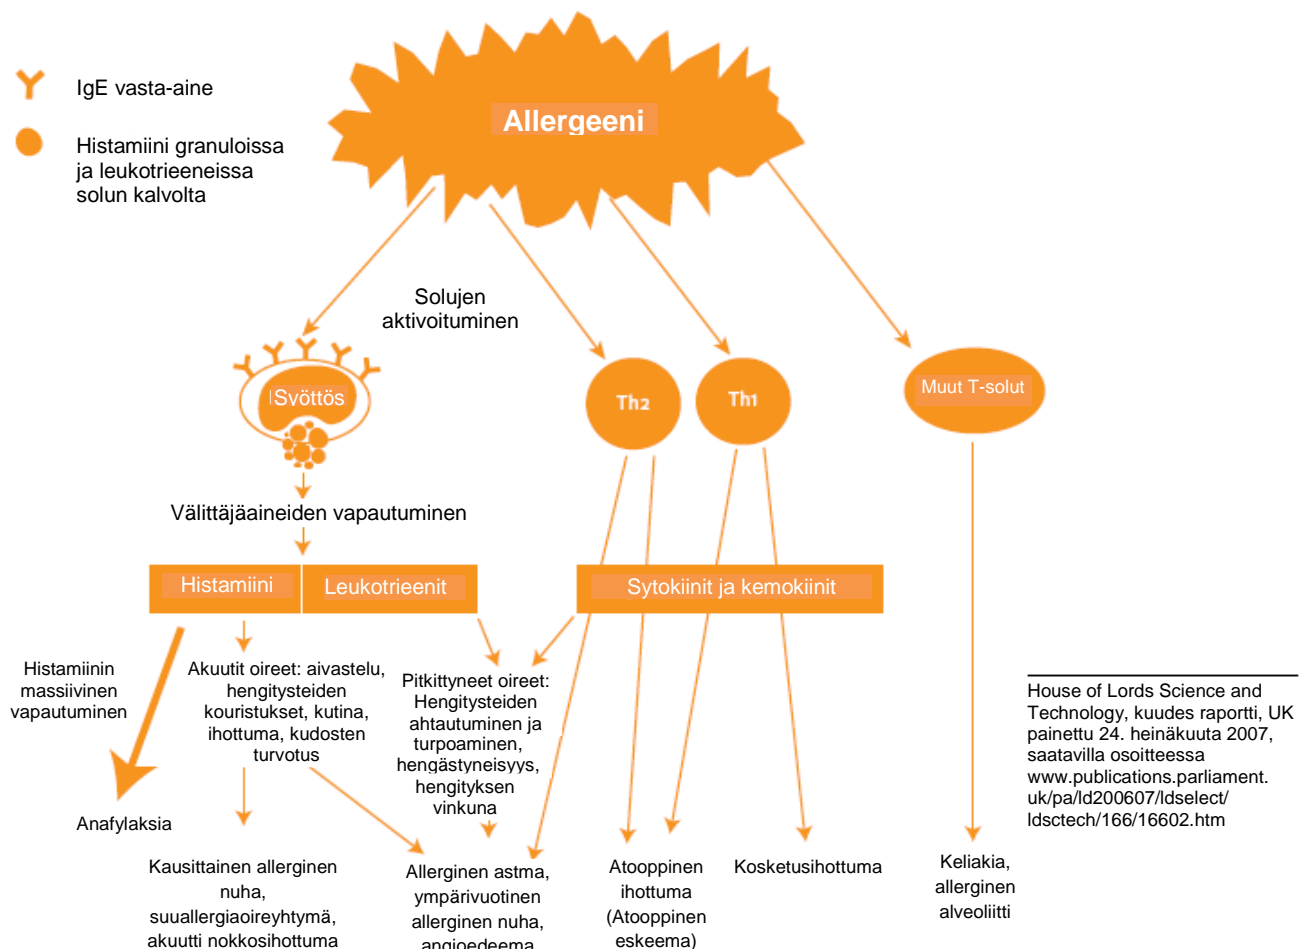 IgE vasta-aine
Histamiini granuloissa
ja leukotrieeneissa
solun kalvolta
Allergeeni
Solujen
aktivoituminen
Svöttös
Th2
Th1
Muut T-solut
Välittäjäaineiden vapautuminen
Histamiini
Leukotrieenit
Sytokiinit ja kemokiinit
Histamiinin
massiivinen
vapautuminen
Akuutit oireet: aivastelu,
hengitysteiden
kouristukset, kutina,
ihottuma, kudosten
turvotus
Pitkittyneet oireet:
Hengitysteiden
ahtautuminen ja
turpoaminen,
hengästyneisyys,
hengityksen
vinkuna
House of Lords Science and
Technology, kuudes raportti, UK
painettu 24. heinäkuuta 2007,
saatavilla osoitteessa
www.publications.parliament.
uk/pa/ld200607/ldselect/
ldsctech/166/16602.htm
Anafylaksia
Kausittainen allerginen
nuha,
suuallergiaoireyhtymä,
akuutti nokkosihottuma
Allerginen astma,
ympärivuotinen
allerginen nuha,
angioedeema
Atooppinen
ihottuma
(Atooppinen
eskeema)
Kosketusihottuma
Keliakia,
allerginen
alveoliitti